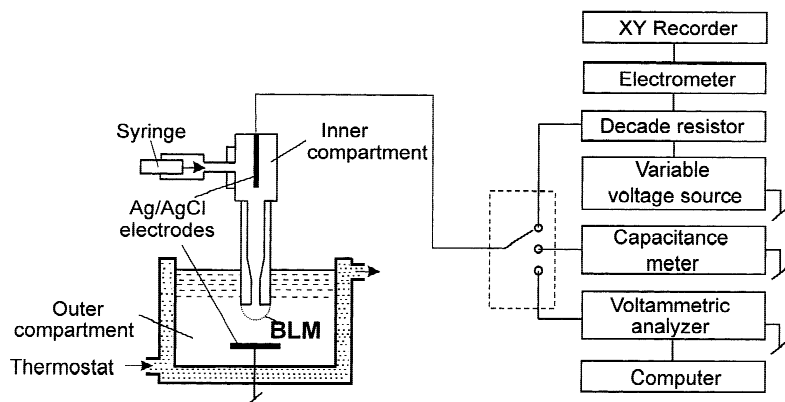 XY Recorder
Electrometer
Decade resistor
Variable
voltage source
Capacitance
meter
Voltammetric
analyzer
Computer
Syringe
Inner
compartment
Ag/AgCl
electrodes
Outer
compartment
BLM
Thermostat